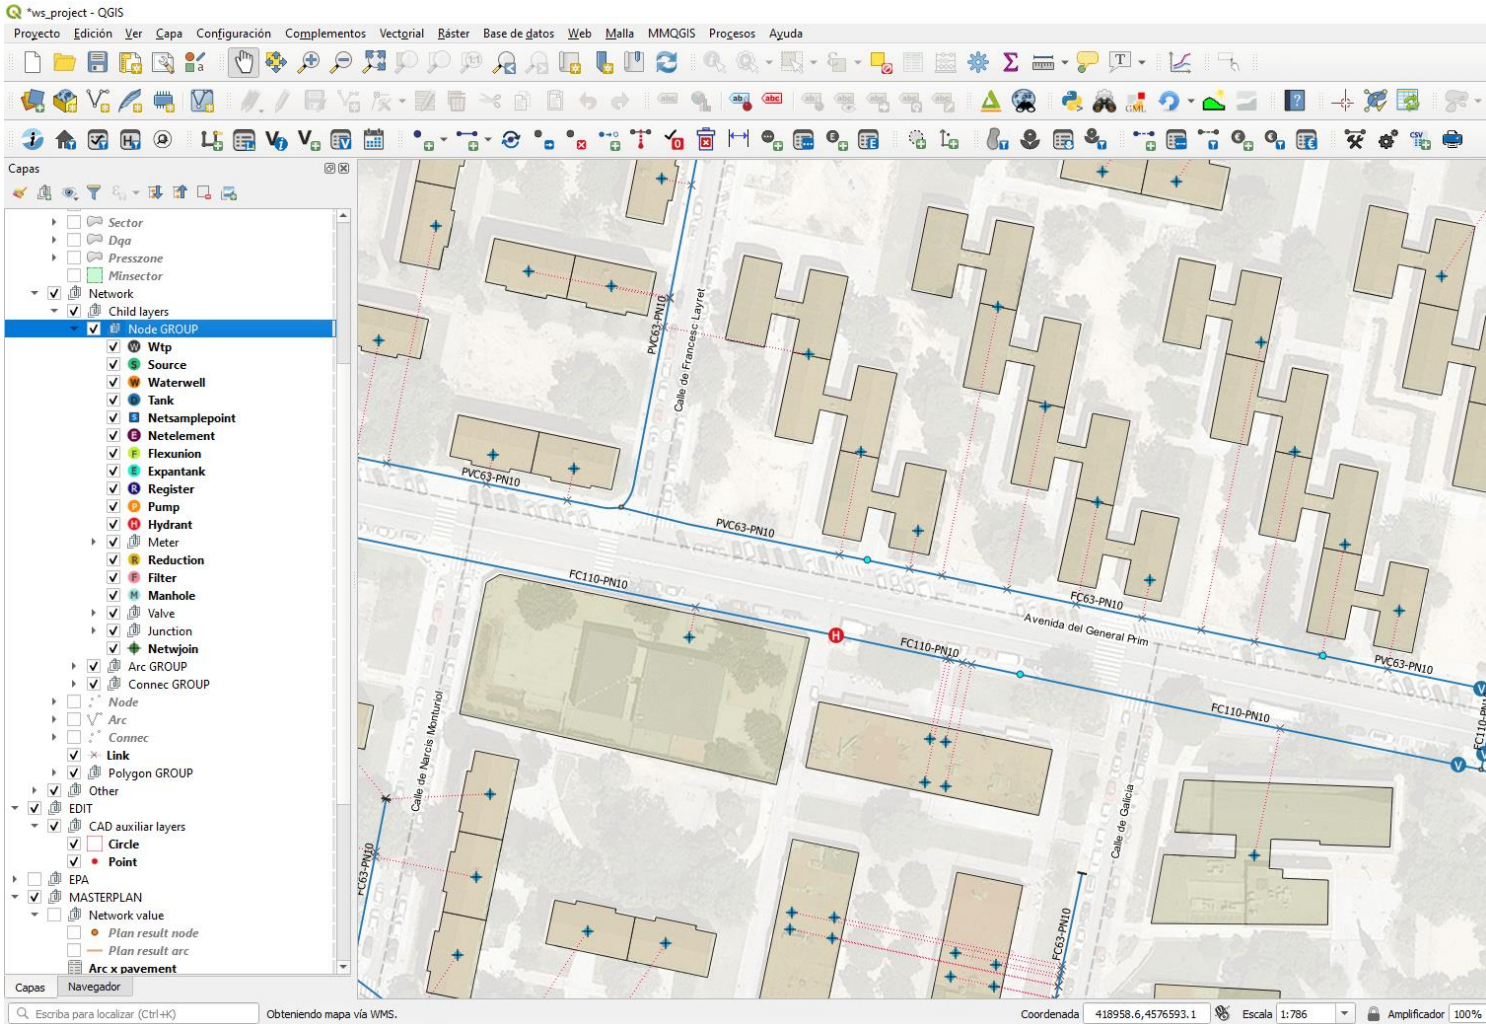 *ws_project - QGIS
Proyecto Edición Ver Capa Configuración Complementos Vectorial Ráster Base de datos Web Malla MMQGIS Procesos Ayuda
Capas
Sector
Dqa
Presszone
Minsector
Network
Child layers
Node GROUP
Wtp
Source
Waterwell
Tank
Netsamplepoint
Netelement
Flexunion
Expantank
Register
Pump
Hydrant
Meter
Reduction
Filter
Manhole
Valve
Junction
Netwjoin
Arc GROUP
Connec GROUP
Node
Arc
Connec
Link
Polygon GROUP
Other
EDIT
CAD auxiliar layers
Circle
Point
EPA
MASTERPLAN
Network value
Plan result node
Plan result arc
Arc x pavement
Capas Navegador
PVC63-PN10
Calle de Francesc Layret
PVC63-PN10
PVC63-PN10
FC110-PN10
FC63-PN10
Avenida del General Prim
H
FC110-PN10
PVC63-PN10
V
FC110-PN10
V
V
Calle de Narcís Monturiol
Calle de Galicia
FC63-PN10
FC63-PN10
Escriba para localizar (Ctrl+K) Obteniendo mapa vía WMS. Coordenada 418958.6,4576593.1 Escala 1:786 Amplificador 100%